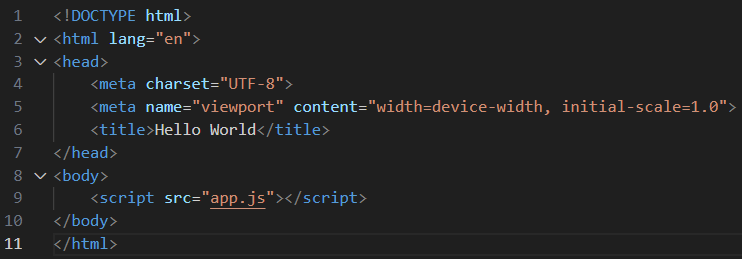 1 <!DOCTYPE html>
2 <html lang="en">
3 <head>
4     <meta charset="UTF-8">
5     <meta name="viewport" content="width=device-width, initial-scale=1.0">
6     <title>Hello World</title>
7 </head>
8 <body>
9     <script src="app.js"></script>
10 </body>
11 </html>